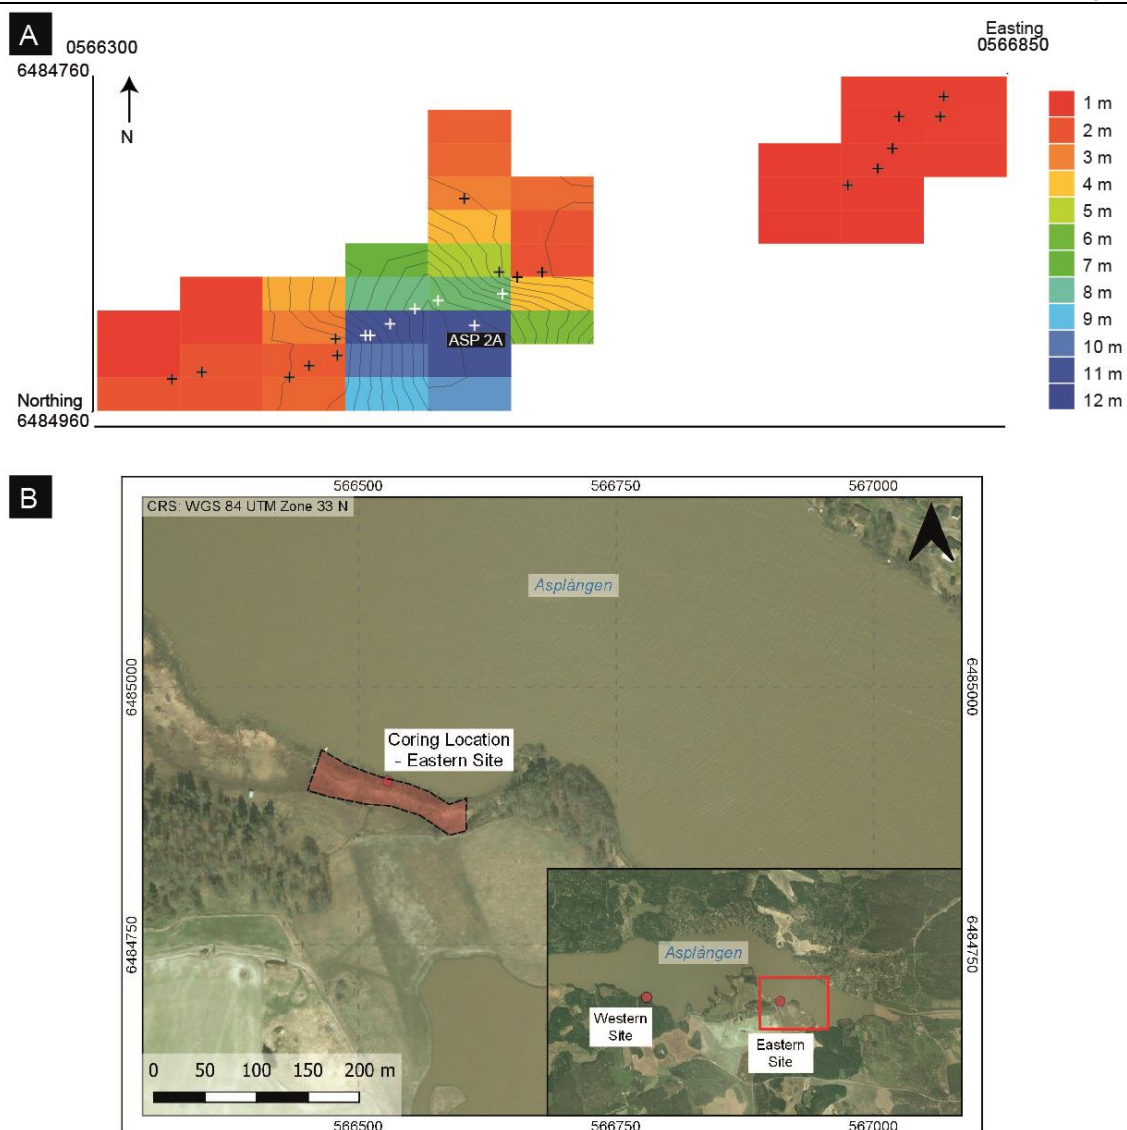 A
0566300
6484760
N
Easting
0566850
1 m
2 m
3 m
4 m
5 m
6 m
7 m
8 m
9 m
10 m
11 m
12 m
ASP 2A
Northing
6484960
B
566500
566750
567000
CRS: WGS 84 UTM Zone 33 N
Asplången
6485000
6485000
Coring Location
- Eastern Site
6484750
6484750
Asplången
Western
Site
Eastern
Site
0 50 100 150 200 m
566500
566750
567000